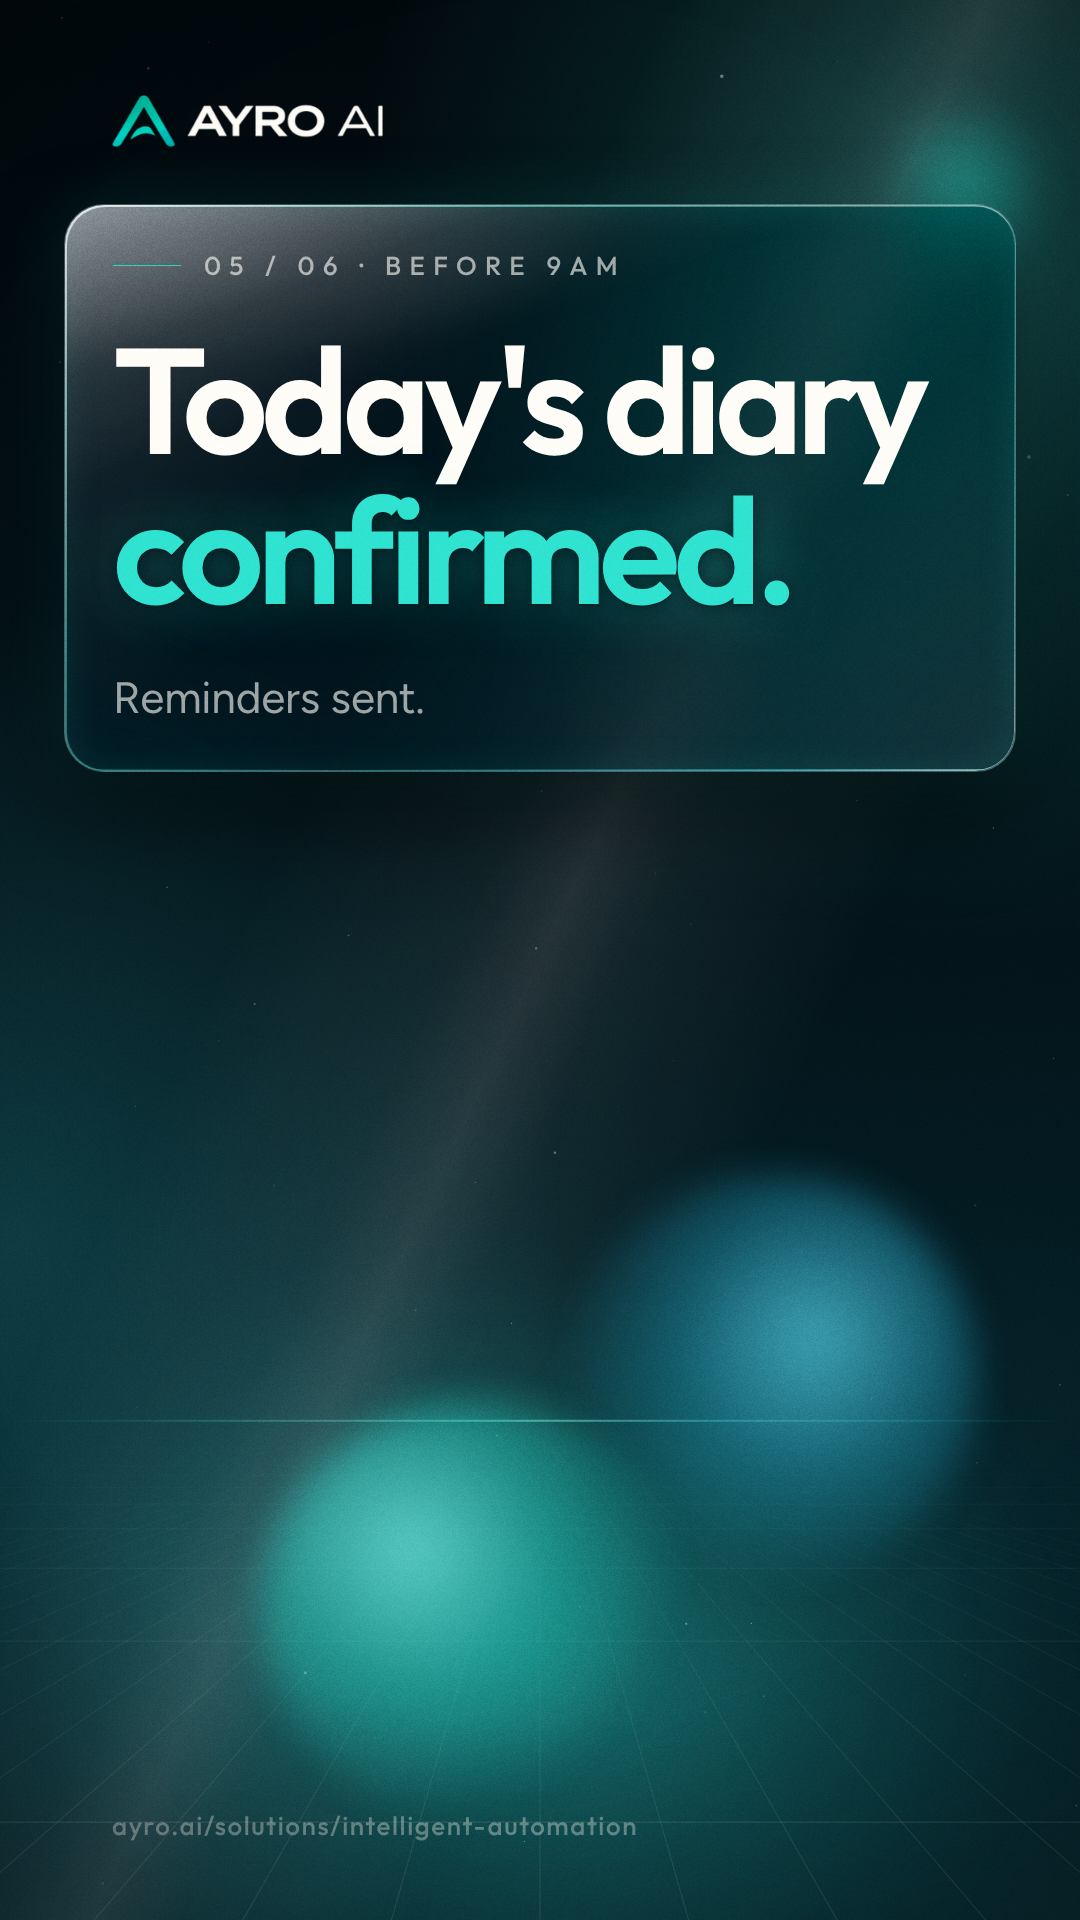 AYRO AI
05 / 06 · BEFORE 9AM
Today's diary
confirmed.
Reminders sent.
ayro.ai/solutions/intelligent-automation